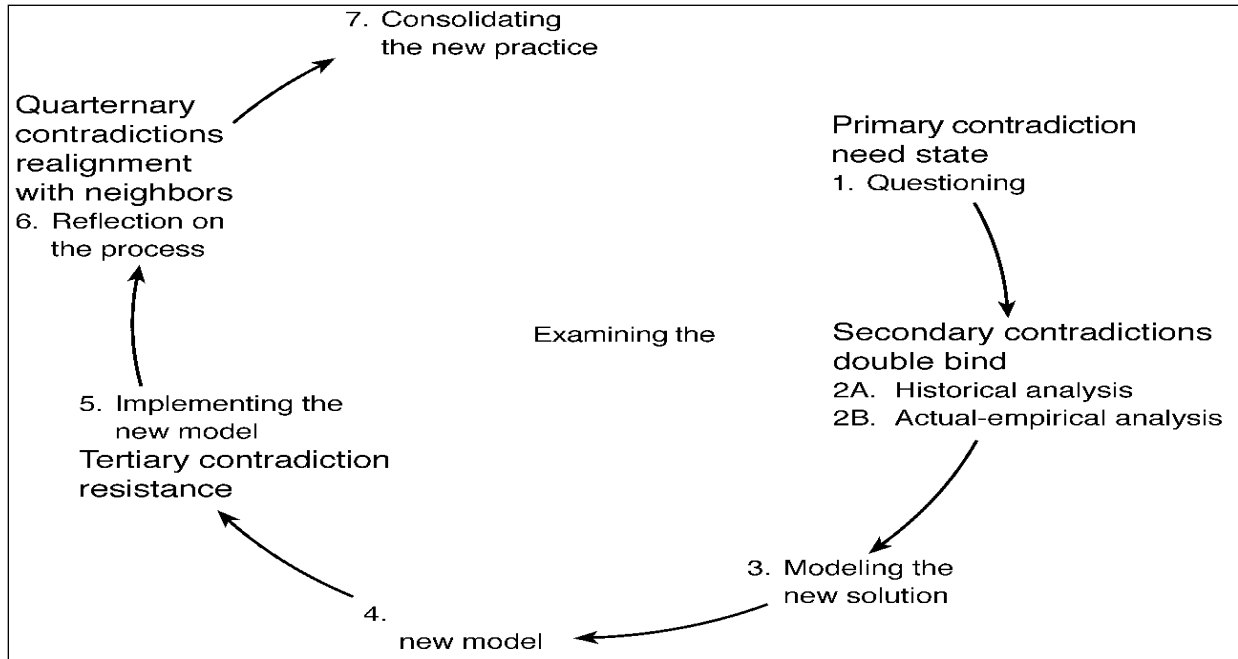 7. Consolidating
the new practice
Quarternary
contradictions
realignment
with neighbors
6. Reflection on
the process
Primary contradiction
need state
1. Questioning
Examining the
Secondary contradictions
double bind
2A. Historical analysis
2B. Actual-empirical analysis
5. Implementing the
new model
Tertiary contradiction
resistance
3. Modeling the
new solution
4.
new model